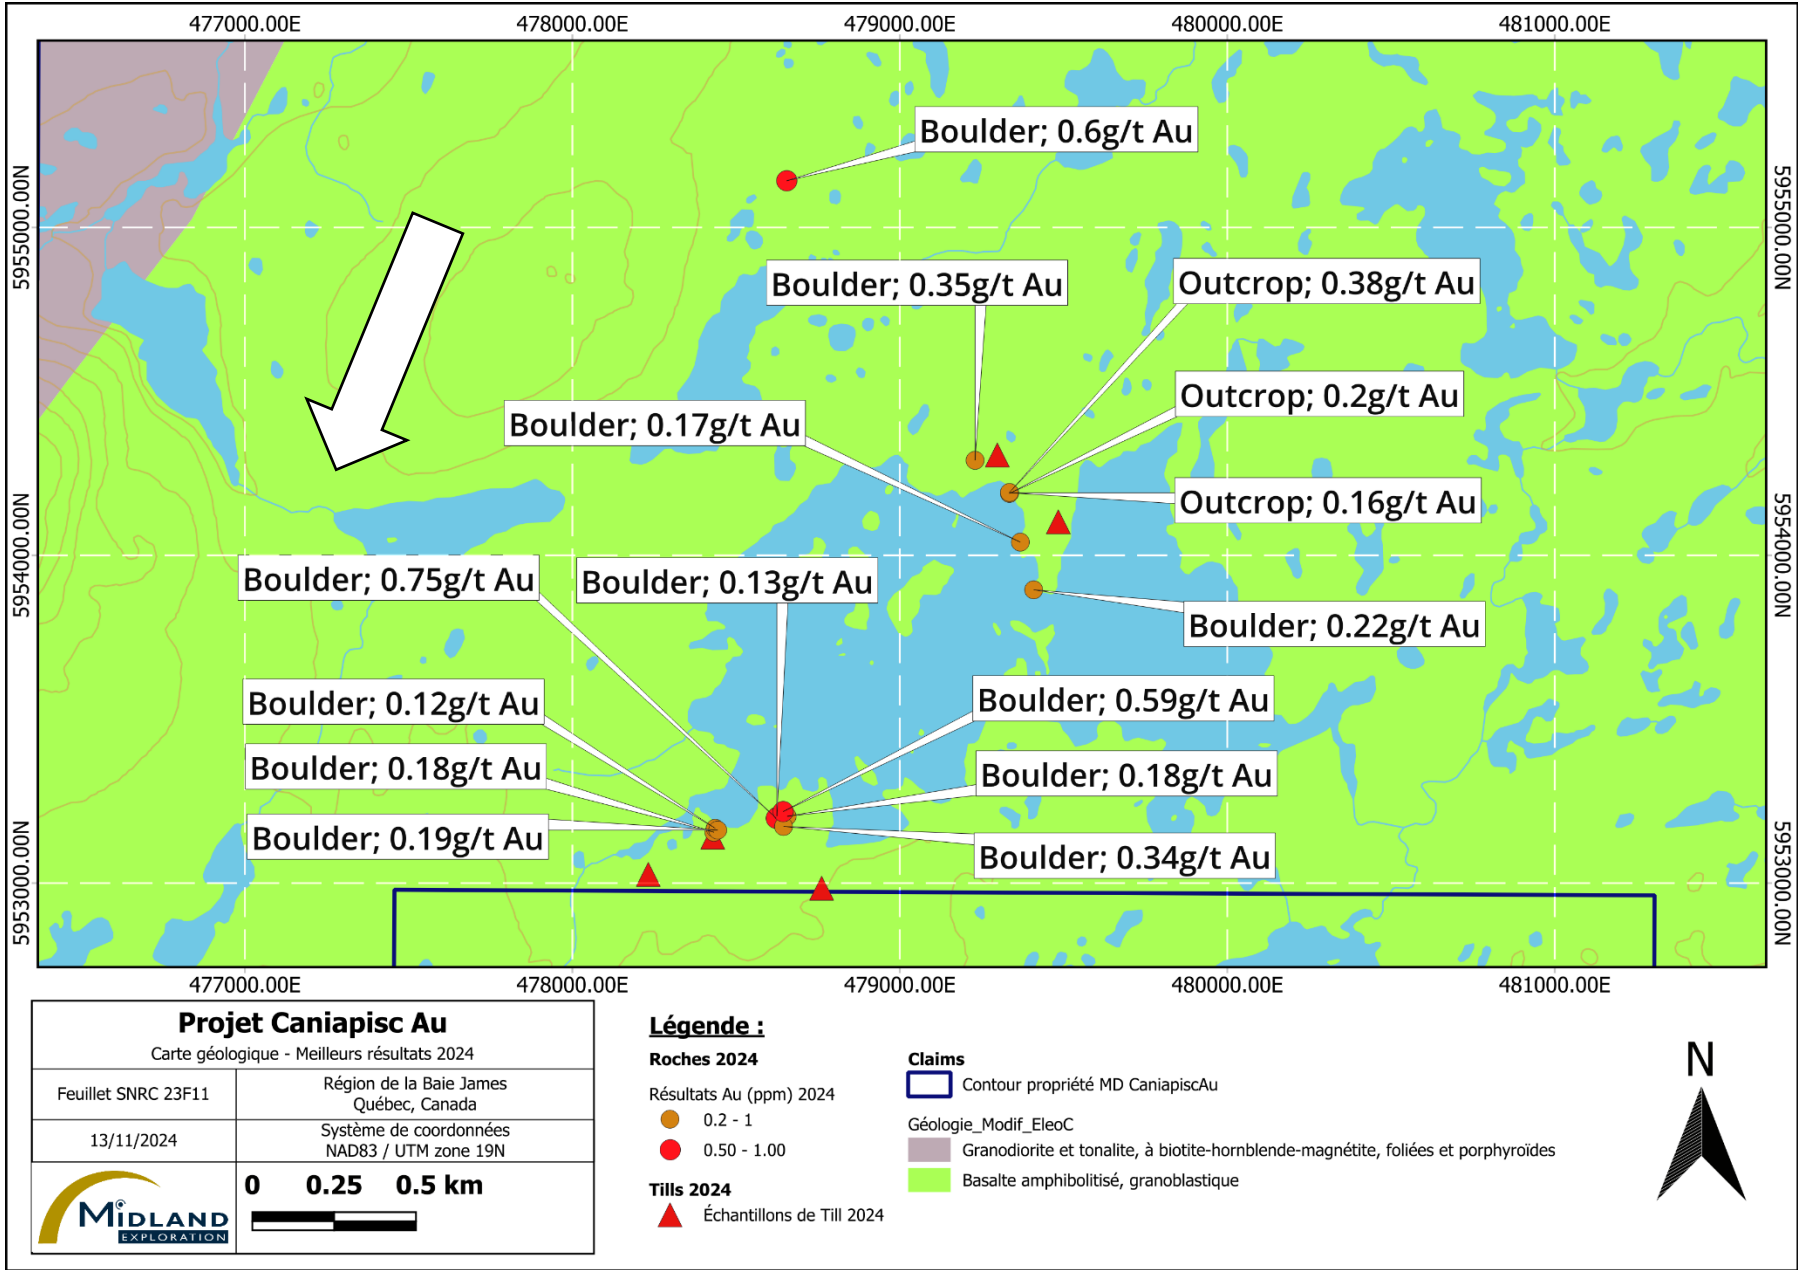 477000.00E
478000.00E
479000.00E
480000.00E
481000.00E
5955000.00N
5955000.00N
Boulder; 0.6g/t Au
Boulder; 0.35g/t Au
Outcrop; 0.38g/t Au
Outcrop; 0.2g/t Au
Boulder; 0.17g/t Au
Outcrop; 0.16g/t Au
5954000.00N
5954000.00N
Boulder; 0.75g/t Au
Boulder; 0.13g/t Au
Boulder; 0.22g/t Au
Boulder; 0.12g/t Au
Boulder; 0.59g/t Au
Boulder; 0.18g/t Au
Boulder; 0.18g/t Au
Boulder; 0.19g/t Au
Boulder; 0.34g/t Au
5953000.00N
5953000.00N
477000.00E
478000.00E
479000.00E
480000.00E
481000.00E
Projet Caniapisc Au
Carte géologique - Meilleurs résultats 2024
Feuillet SNRC 23F11
Région de la Baie James
Québec, Canada
13/11/2024
Système de coordonnées
NAD83 / UTM zone 19N
MIDLAND
EXPLORATION
0 0.25 0.5 km
Légende :
Roches 2024
Résultats Au (ppm) 2024
0.2 - 1
0.50 - 1.00
Tills 2024
Échantillons de Till 2024
Claims
Contour propriété MD CaniapiscAu
Géologie_Modif_EleoC
Granodiorite et tonalite, à biotite-hornblende-magnétite, foliées et porphyroïdes
Basalte amphibolitisé, granoblastique
N